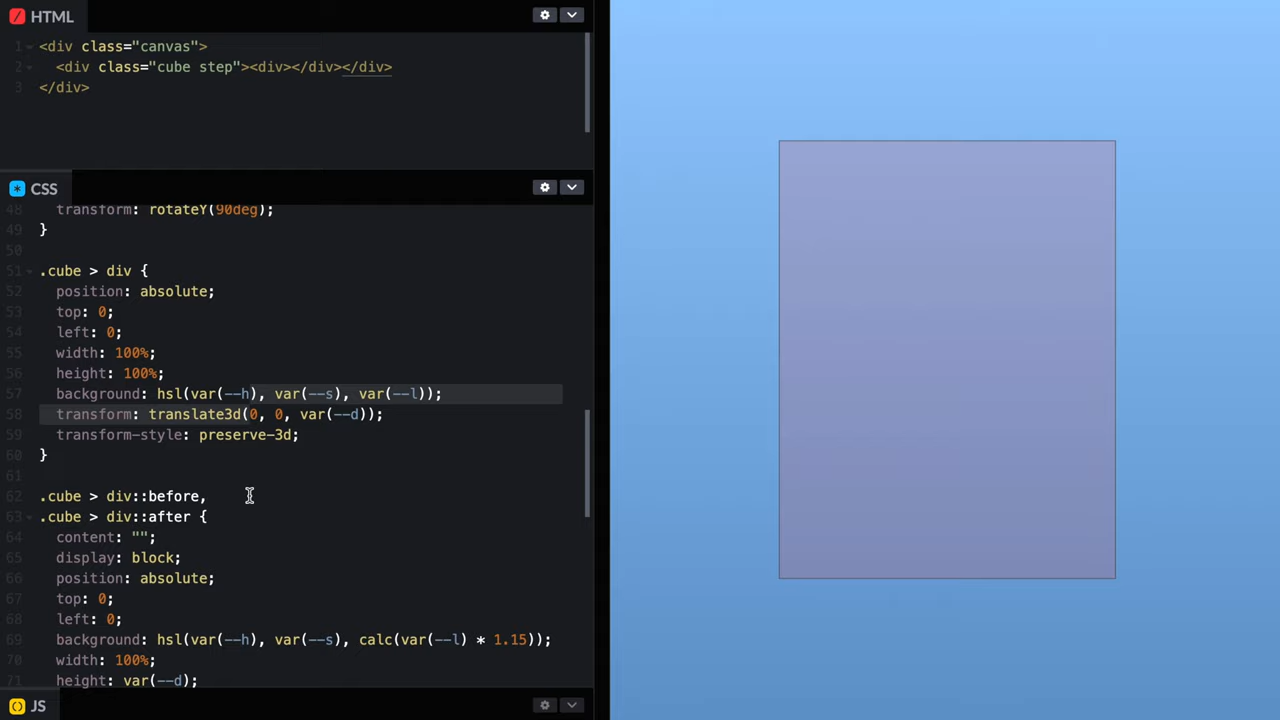 HTML
1 <div class="canvas">
2 <div class="cube step"><div></div></div>
3 </div>
CSS
48 transform: rotateY(90deg);
49 }
50
51 .cube > div {
52 position: absolute;
53 top: 0;
54 left: 0;
55 width: 100%;
56 height: 100%;
57 background: hsl(var(--h), var(--s), var(--l));
58 transform: translate3d(0, 0, var(--d));
59 transform-style: preserve-3d;
60 }
61
62 .cube > div::before,
63 .cube > div::after {
64 content: "";
65 display: block;
66 position: absolute;
67 top: 0;
68 left: 0;
69 background: hsl(var(--h), var(--s), calc(var(--l) * 1.15));
70 width: 100%;
71 height: var(--d);
JS